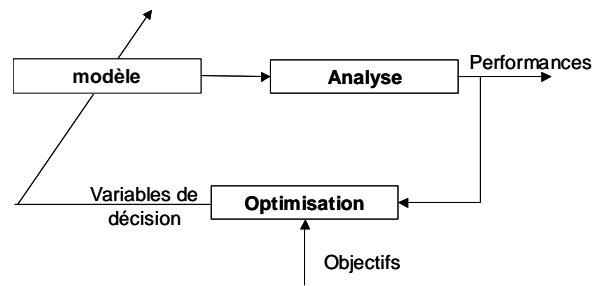 Performances
modèle
Analyse
Variables de
décision
Optimisation
Objectifs